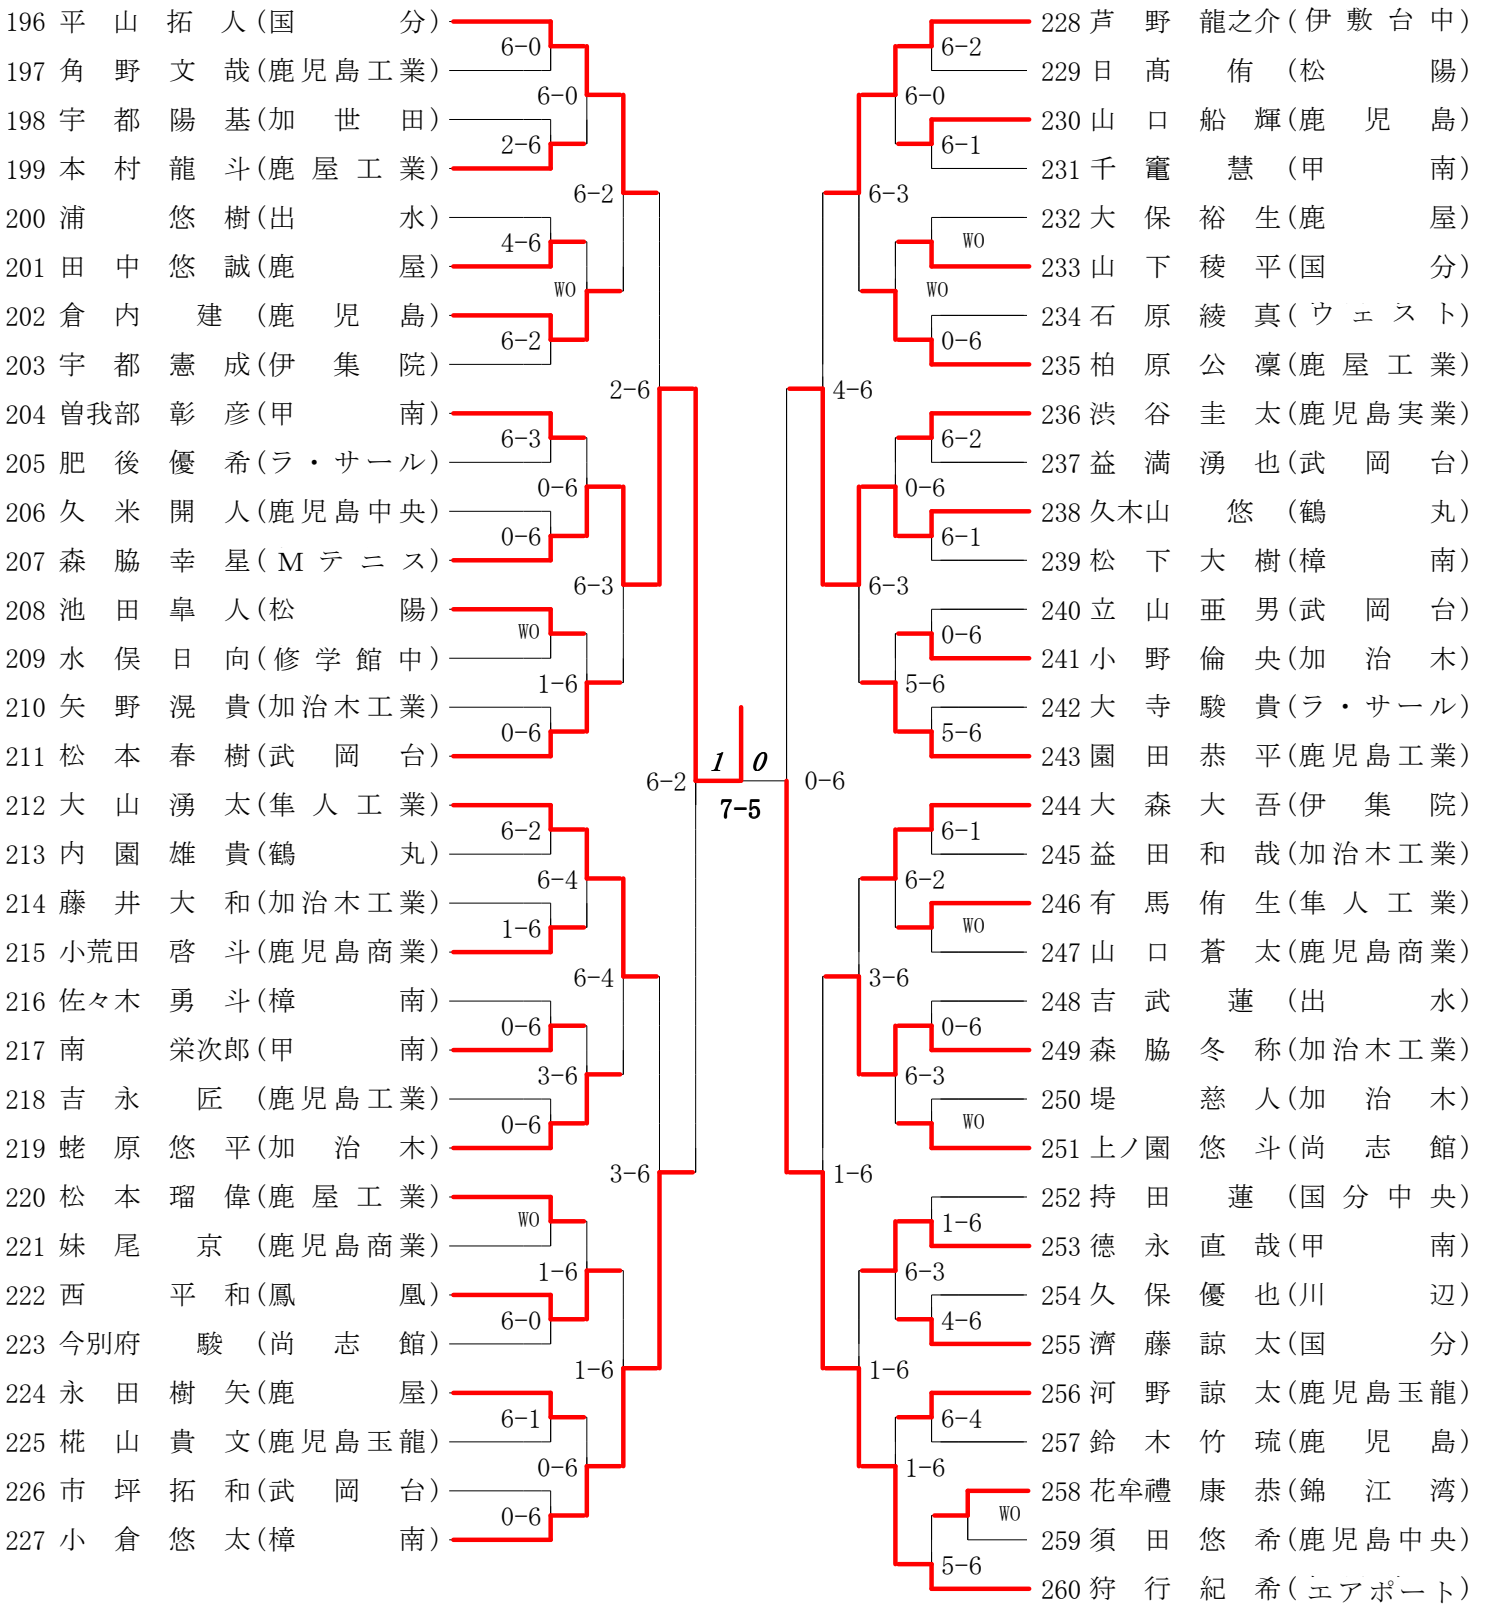 196 平山拓人(国分)
6-0
197 角野文哉(鹿児島工業)
6-0
198 宇都陽基(加世田)
2-6
199 本村龍斗(鹿屋工業)
6-2
200 浦悠樹(出水)
4-6
201 田中悠誠(鹿屋)
WO
202 倉内建(鹿児島)
6-2
203 宇都憲成(伊集院)
2-6
204 曽我部彰彦(甲南)
6-3
205 肥後優希(ラ・サール)
0-6
206 久米開人(鹿児島中央)
0-6
207 森脇幸星(Mテニス)
6-3
208 池田皐人(松陽)
WO
209 水俣日向(修学館中)
1-6
210 矢野滉貴(加治木工業)
0-6
211 松本春樹(武岡台)
6-2
212 大山湧太(隼人工業)
6-2
213 内園雄貴(鶴丸)
6-4
214 藤井大和(加治木工業)
1-6
215 小荒田啓斗(鹿児島商業)
6-4
216 佐々木勇斗(樟南)
0-6
217 南栄次郎(甲南)
3-6
218 吉永匠(鹿児島工業)
0-6
219 蛯原悠平(加治木)
3-6
220 松本瑠偉(鹿屋工業)
WO
221 妹尾京(鹿児島商業)
1-6
222 西平和(鳳凰)
6-0
223 今別府駿(尚志館)
1-6
224 永田樹矢(鹿屋)
6-1
225 椛山貴文(鹿児島玉龍)
0-6
226 市坪拓和(武岡台)
0-6
227 小倉悠太(樟南)
1 0
7-5
228 芦野龍之介(伊敷台中)
6-2
229 日髙侑(松陽)
6-0
230 山口船輝(鹿児島)
6-1
231 千竃慧(甲南)
6-3
232 大保裕生(鹿屋)
WO
233 山下稜平(国分)
WO
234 石原綾真(ウェスト)
0-6
235 柏原公凜(鹿屋工業)
4-6
236 渋谷圭太(鹿児島実業)
6-2
237 益満湧也(武岡台)
0-6
238 久木山悠(鶴丸)
6-1
239 松下大樹(樟南)
6-3
240 立山亜男(武岡台)
0-6
241 小野倫央(加治木)
5-6
242 大寺駿貴(ラ・サール)
5-6
243 園田恭平(鹿児島工業)
0-6
244 大森大吾(伊集院)
6-1
245 益田和哉(加治木工業)
6-2
246 有馬侑生(隼人工業)
WO
247 山口蒼太(鹿児島商業)
3-6
248 吉武蓮(出水)
0-6
249 森脇冬称(加治木工業)
6-3
250 堤慈人(加治木)
WO
251 上ノ園悠斗(尚志館)
1-6
252 持田蓮(国分中央)
1-6
253 德永直哉(甲南)
6-3
254 久保優也(川辺)
4-6
255 濟藤諒太(国分)
1-6
256 河野諒太(鹿児島玉龍)
6-4
257 鈴木竹琉(鹿児島)
1-6
258 花牟禮康恭(錦江湾)
WO
259 須田悠希(鹿児島中央)
5-6
260 狩行紀希(エアポート)